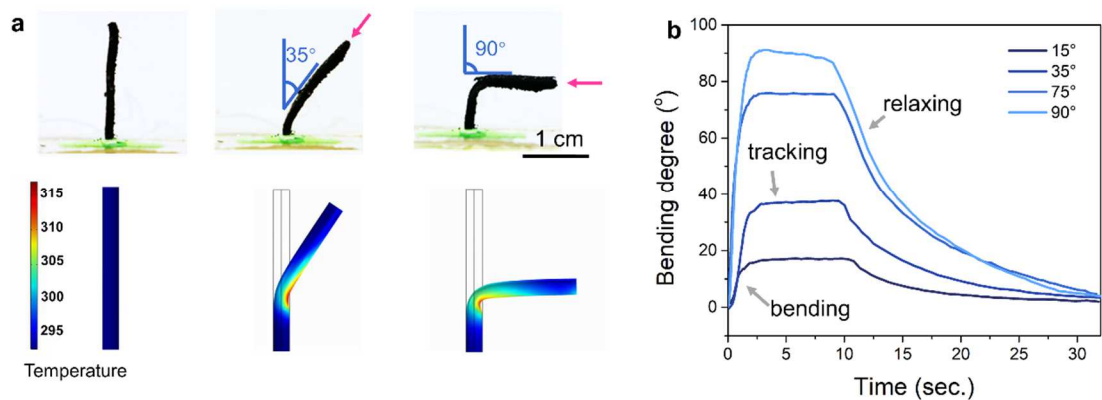 a
35°
90°
1 cm
315
310
305
300
295
Temperature
b
100
80
60
40
20
0
Bending degree (°)
15°
35°
75°
90°
relaxing
tracking
bending
0
5
10
15
20
25
30
Time (sec.)